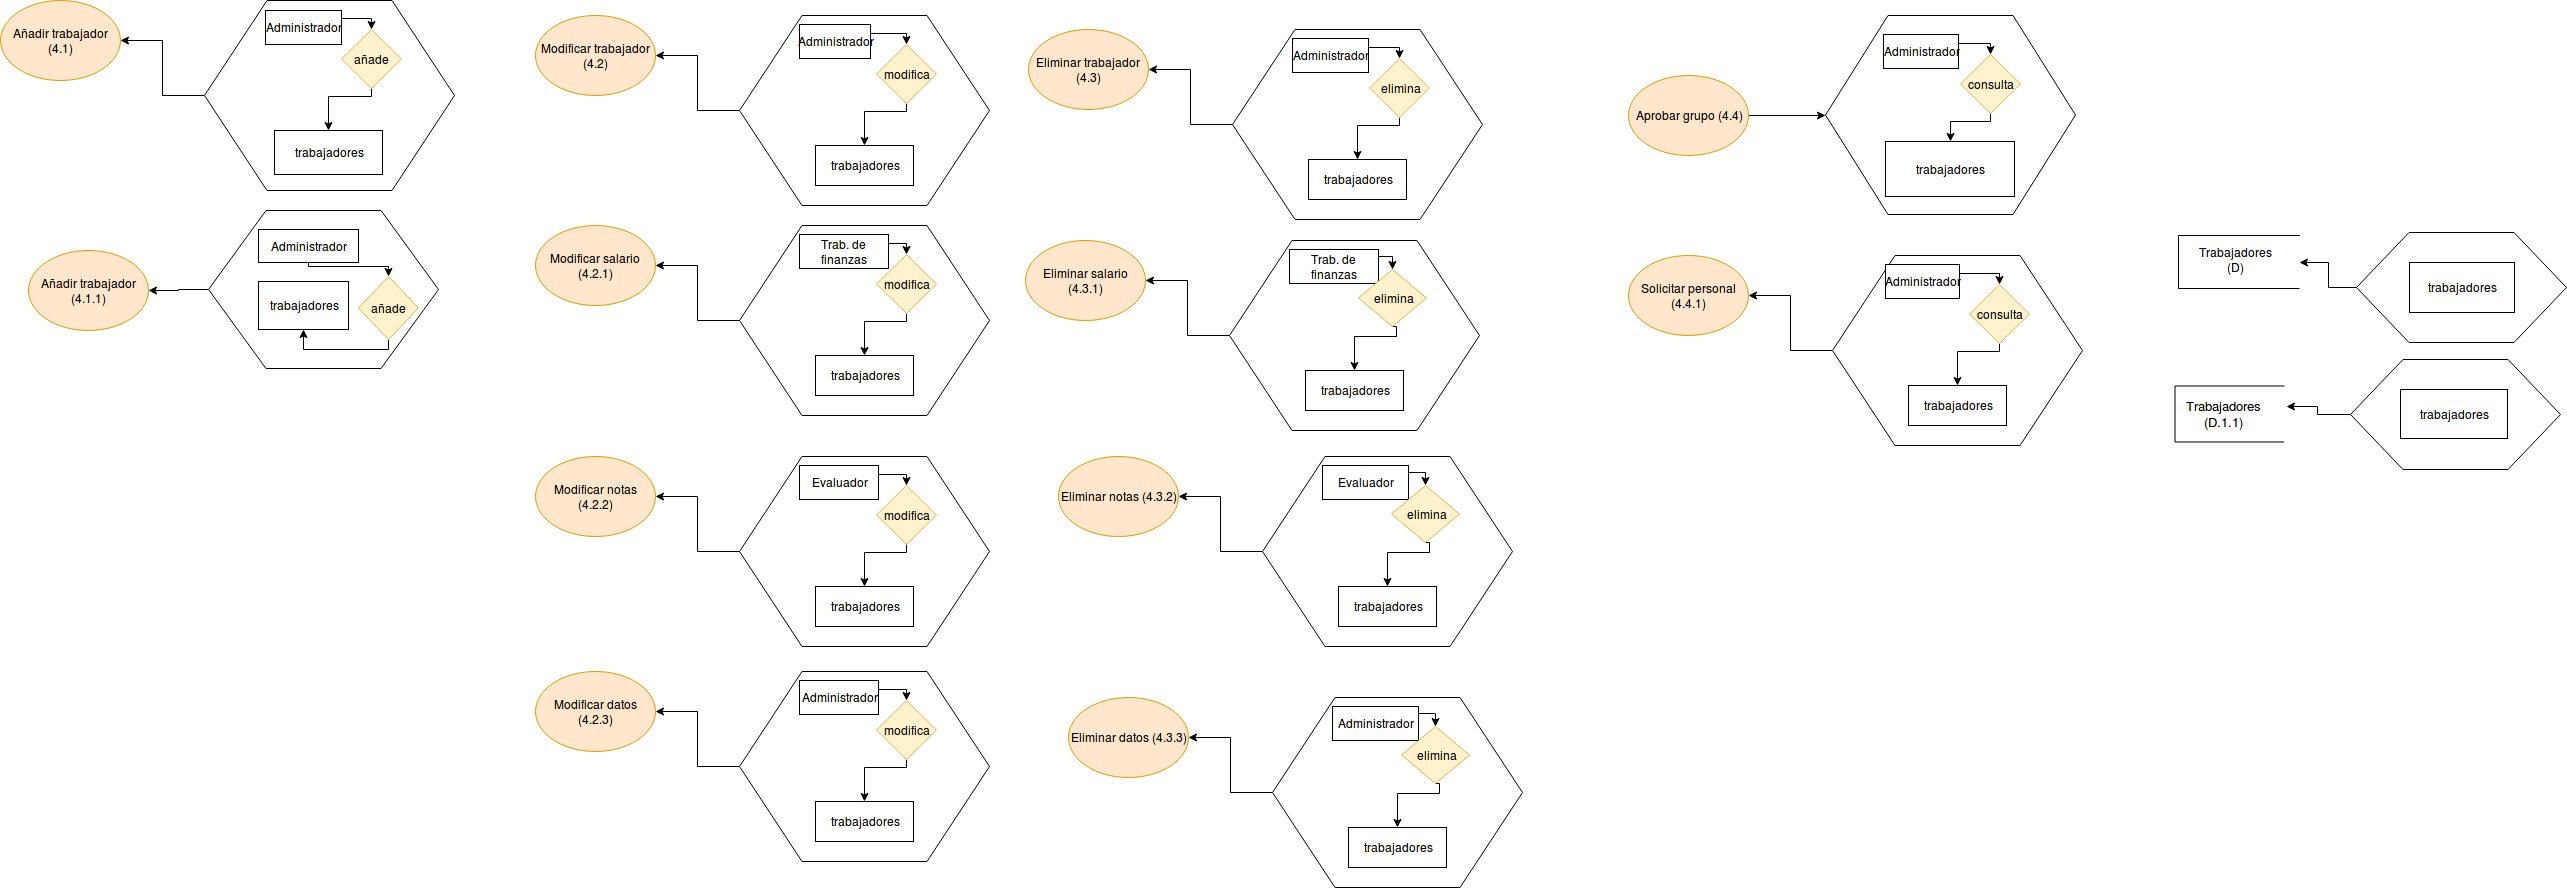 Añadir trabajador
(4.1)
Administrador
añade
trabajadores
Añadir trabajador
(4.1.1)
Administrador
trabajadores
añade
Modificar trabajador
(4.2)
Administrador
modifica
trabajadores
Modificar salario
(4.2.1)
Trab. de
finanzas
modifica
trabajadores
Modificar notas
(4.2.2)
Evaluador
modifica
trabajadores
Modificar datos
(4.2.3)
Administrador
modifica
trabajadores
Eliminar trabajador
(4.3)
Administrador
elimina
trabajadores
Eliminar salario
(4.3.1)
Trab. de
finanzas
elimina
trabajadores
Eliminar notas (4.3.2)
Evaluador
elimina
trabajadores
Eliminar datos (4.3.3)
Administrador
elimina
trabajadores
Aprobar grupo (4.4)
Administrador
consulta
trabajadores
Solicitar personal
(4.4.1)
Administrador
consulta
trabajadores
Trabajadores
(D)
trabajadores
Trabajadores
(D.1.1)
trabajadores